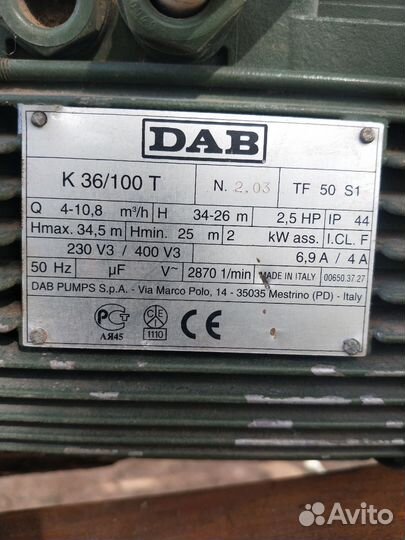 DAB
K 36/100 T N. 2.03 TF 50 S1
Q 4-10,8 m³/h H 34-26 m 2,5 HP IP 44
Hmax. 34,5 m Hmin. 25 m 2 kW ass. I.CL. F
230 V3 / 400 V3 6,9 A / 4 A
50 Hz µF V~ 2870 1/min MADE IN ITALY 00650.37.27
DAB PUMPS S.p.A. - Via Marco Polo, 14 - 35035 Mestrino (PD) - Italy
РСТ CE CE
АЯ45 1110
Avito